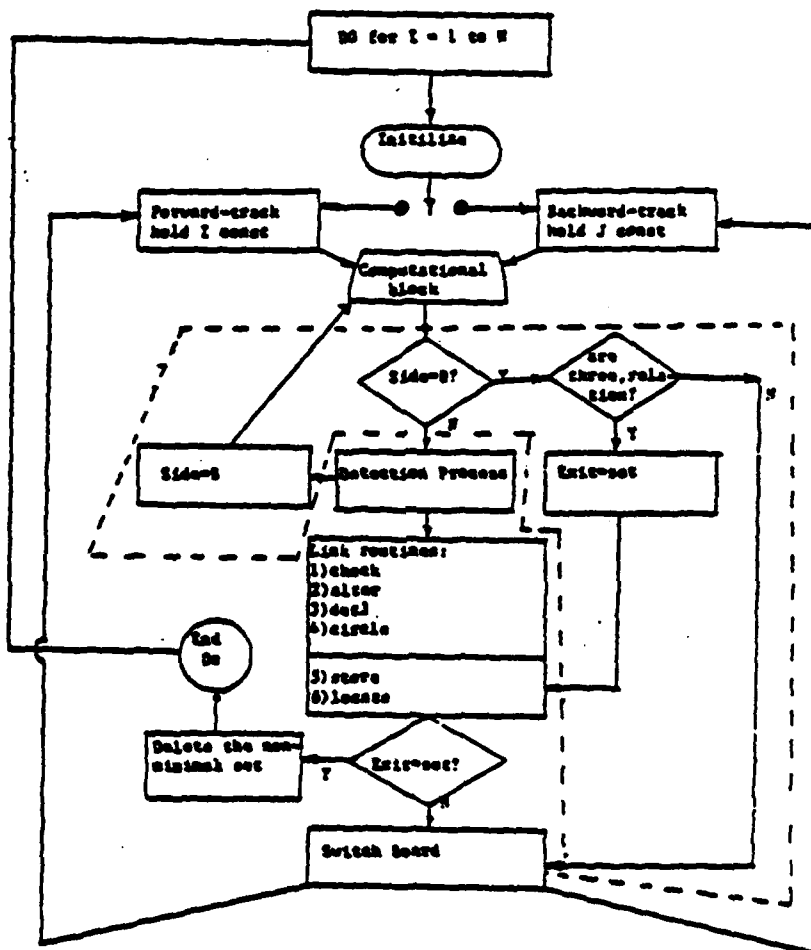 DO for I = 1 to N
Initilize
Forward-track
hold I const
Backward-track
hold J const
Computational
block
Side=B?
Y
are
three,rela-
tion?
N
N
Y
Side=B
Detection Process
Exit=set
Link routines:
1)check
2)alter
3)det2
4)circle
5)store
6)locate
End
Do
Delete the non-
minimal set
Y
Exit=set?
N
Switch Board